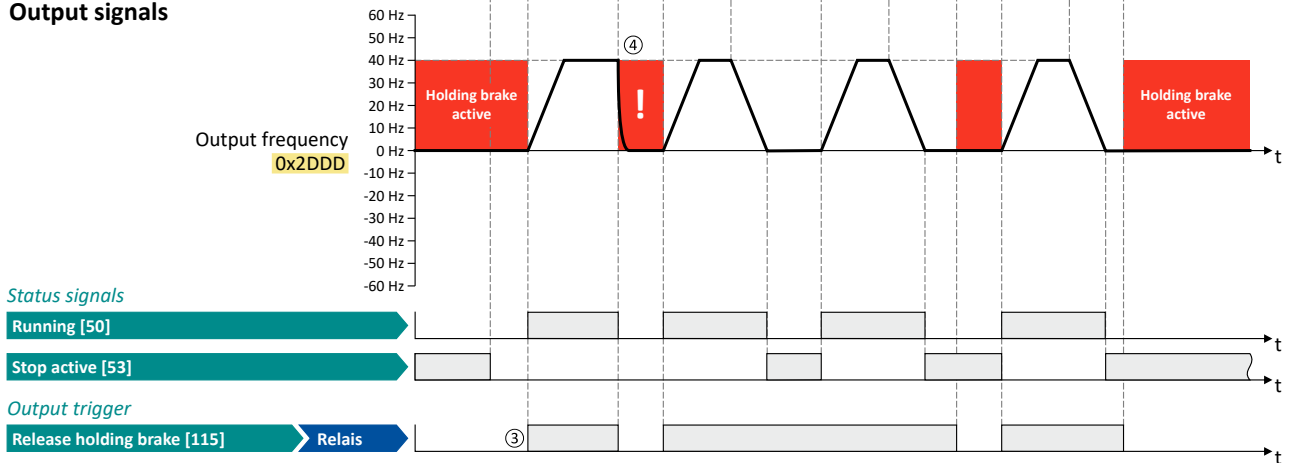 Output signals
60 Hz
50 Hz
40 Hz
30 Hz
20 Hz
10 Hz
0 Hz
-10 Hz
-20 Hz
-30 Hz
-40 Hz
-50 Hz
-60 Hz
Output frequency
0x2DDD
Holding brake
active
④
!
Holding brake
active
t
Status signals
Running [50]
t
Stop active [53]
t
Output trigger
Release holding brake [115]
Relais
③
t